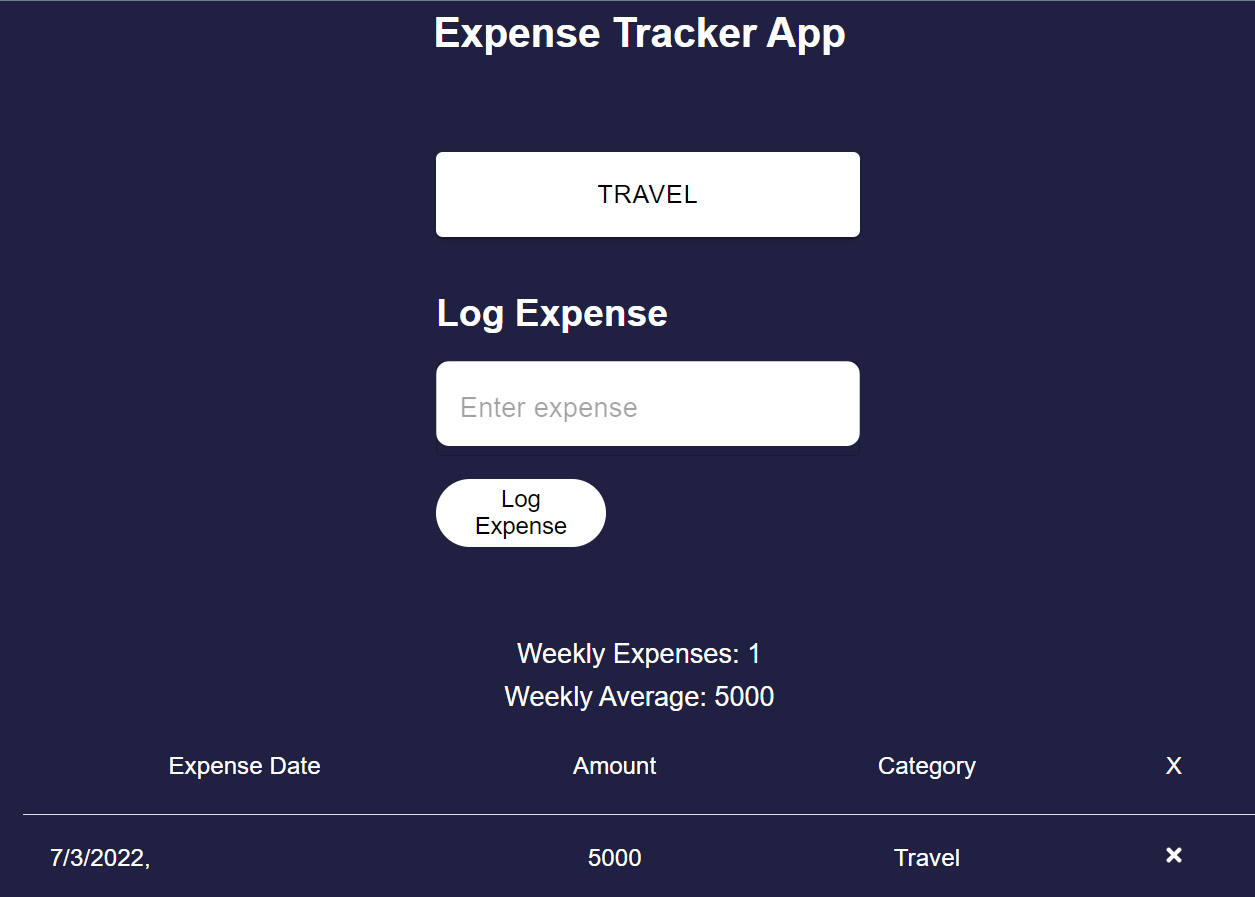 Expense Tracker App
TRAVEL
Log Expense
Enter expense
Log
Expense
Weekly Expenses: 1
Weekly Average: 5000
Expense Date Amount Category X
7/3/2022, 5000 Travel ×